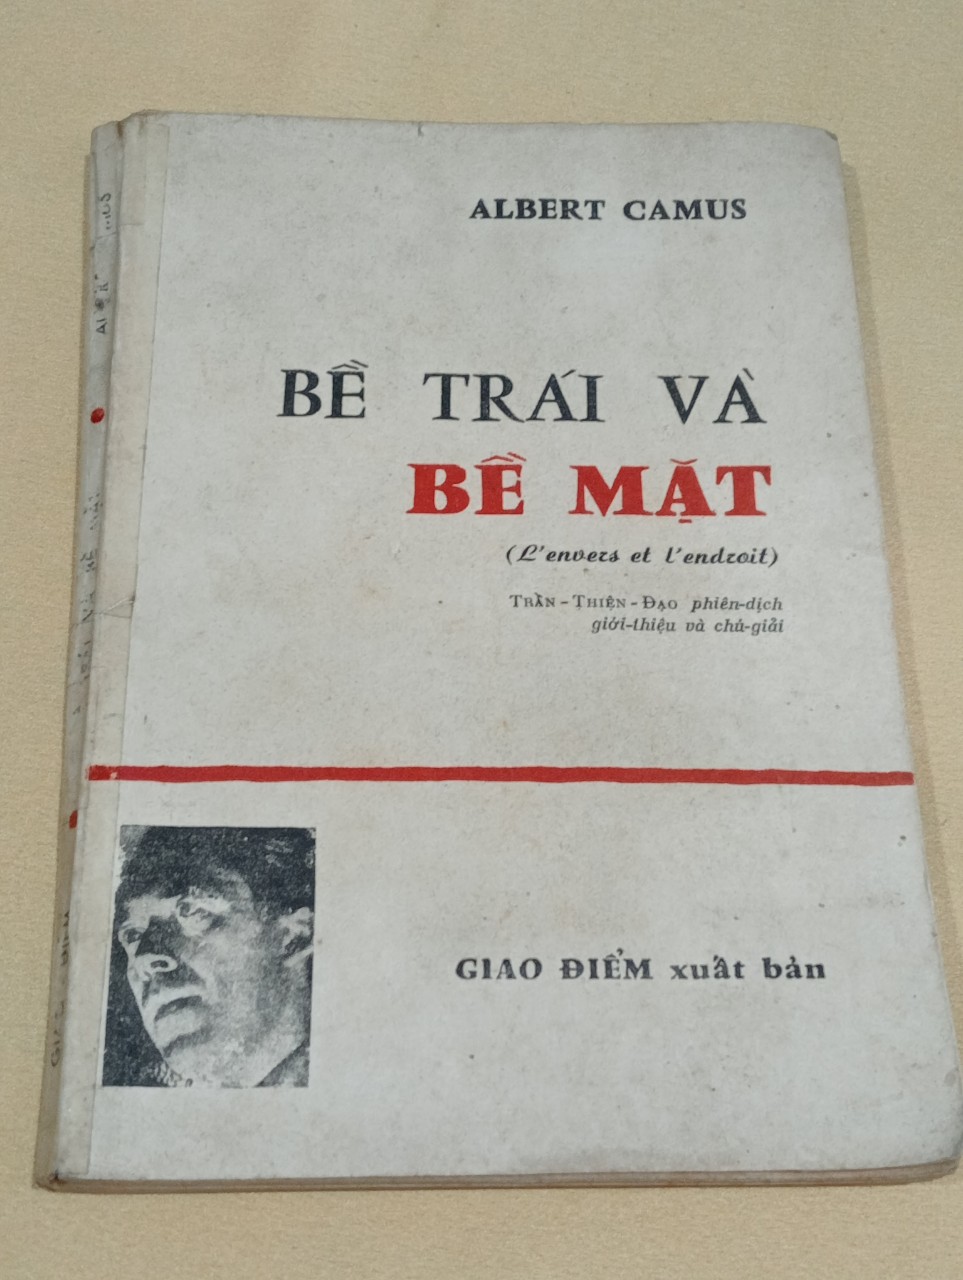 ALBERT CAMUS
BỀ TRÁI VÀ
BỀ MẶT
(L'envers et l'endroit)
TRẦN-THIỆN-ĐẠO phiên-dịch
giới-thiệu và chú-giải
GIAO ĐIỂM xuất bản